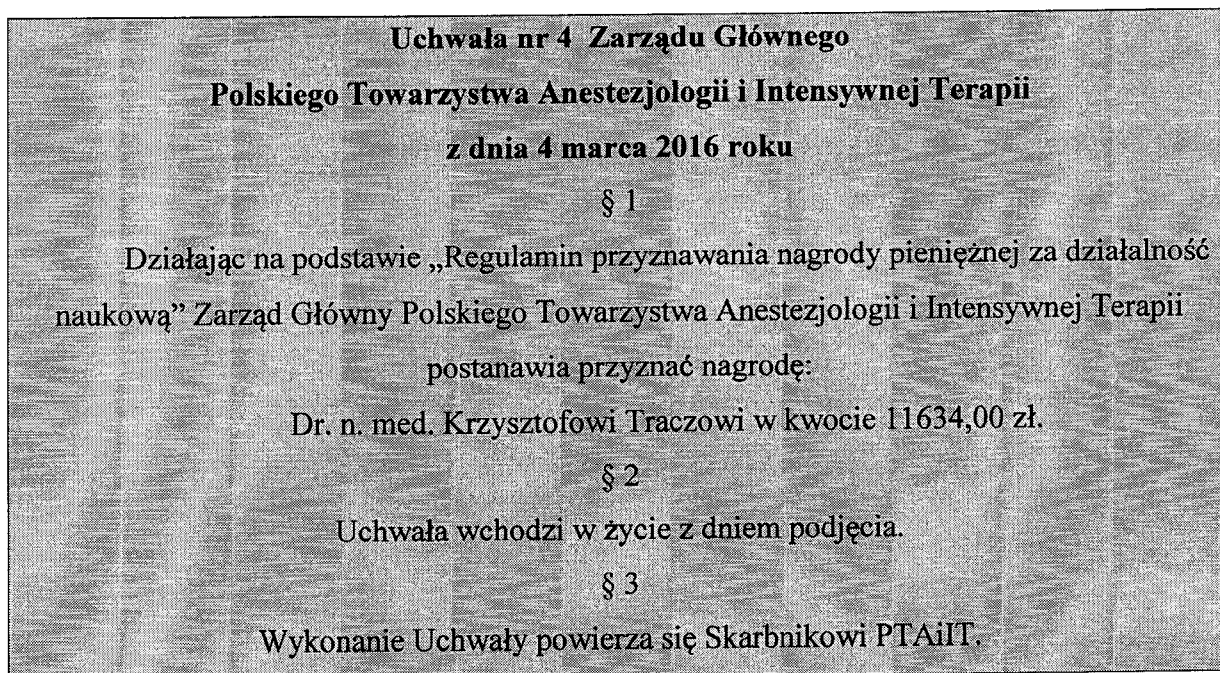 Uchwała nr 4 Zarządu Głównego
Polskiego Towarzystwa Anestezjologii i Intensywnej Terapii
z dnia 4 marca 2016 roku
§ 1
Działając na podstawie „Regulamin przyznawania nagrody pieniężnej za działalność
naukową” Zarząd Główny Polskiego Towarzystwa Anestezjologii i Intensywnej Terapii
postanawia przyznać nagrodę:
Dr. n. med. Krzysztofowi Traczowi w kwocie 11634,00 zł.
§ 2
Uchwała wchodzi w życie z dniem podjęcia.
§ 3
Wykonanie Uchwały powierza się Skarbnikowi PTAiIT.